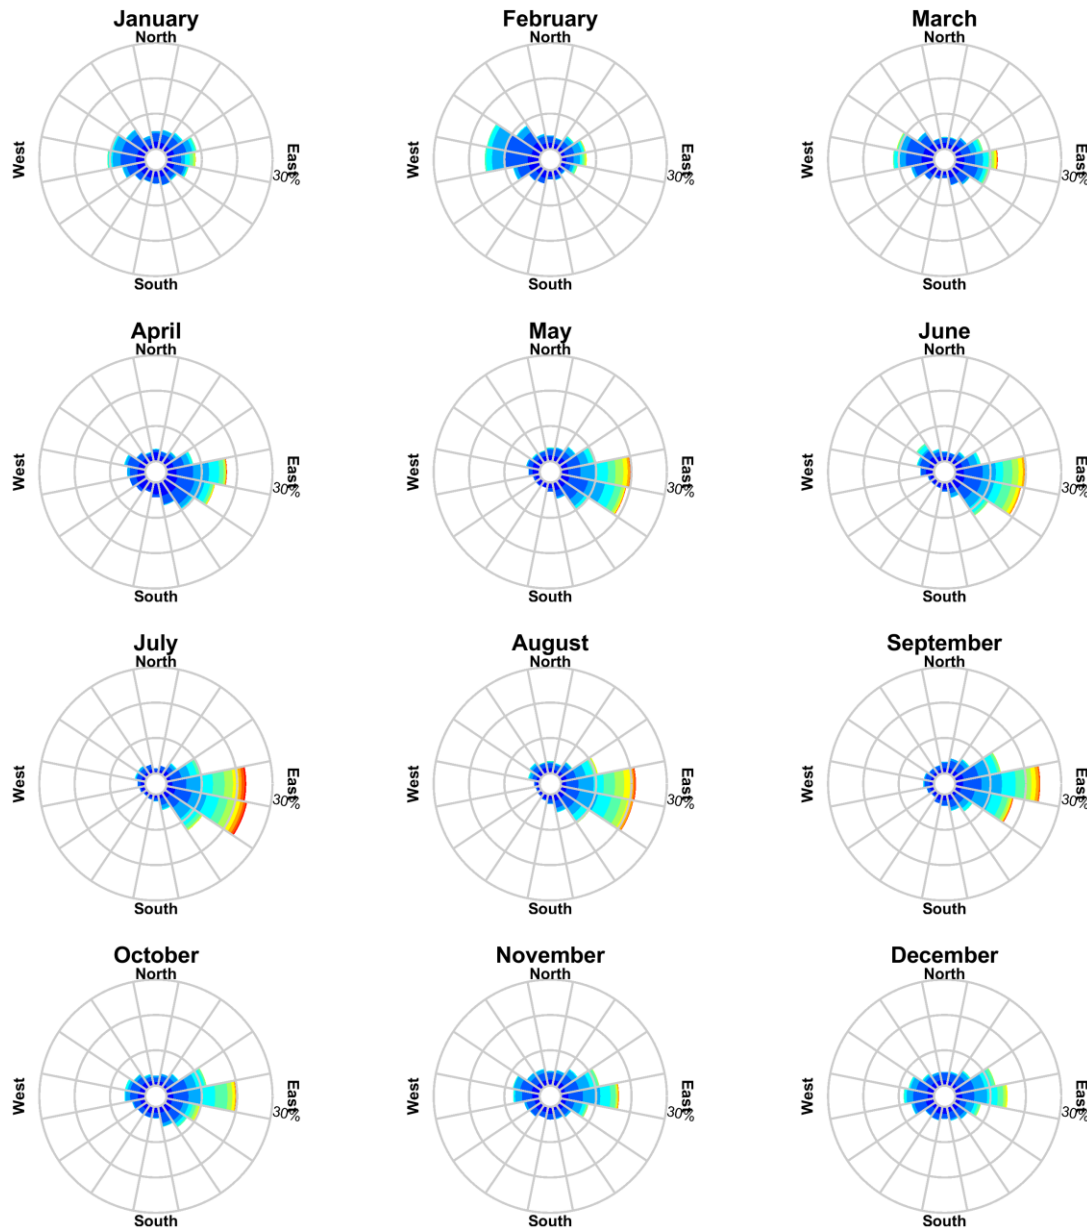 January
North
West
East
30%
South
February
North
West
East
30%
South
March
North
West
East
30%
South
April
North
West
East
30%
South
May
North
West
East
30%
South
June
North
West
East
30%
South
July
North
West
East
30%
South
August
North
West
East
30%
South
September
North
West
East
30%
South
October
North
West
East
30%
South
November
North
West
East
30%
South
December
North
West
East
30%
South